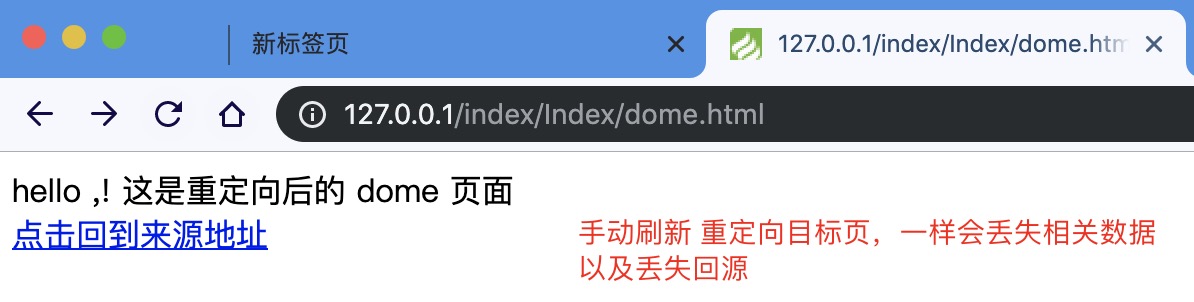 新标签页
127.0.0.1/index/Index/dome.htm
127.0.0.1/index/Index/dome.html
hello ,! 这是重定向后的 dome 页面
点击回到来源地址
手动刷新 重定向目标页，一样会丢失相关数据
以及丢失回源